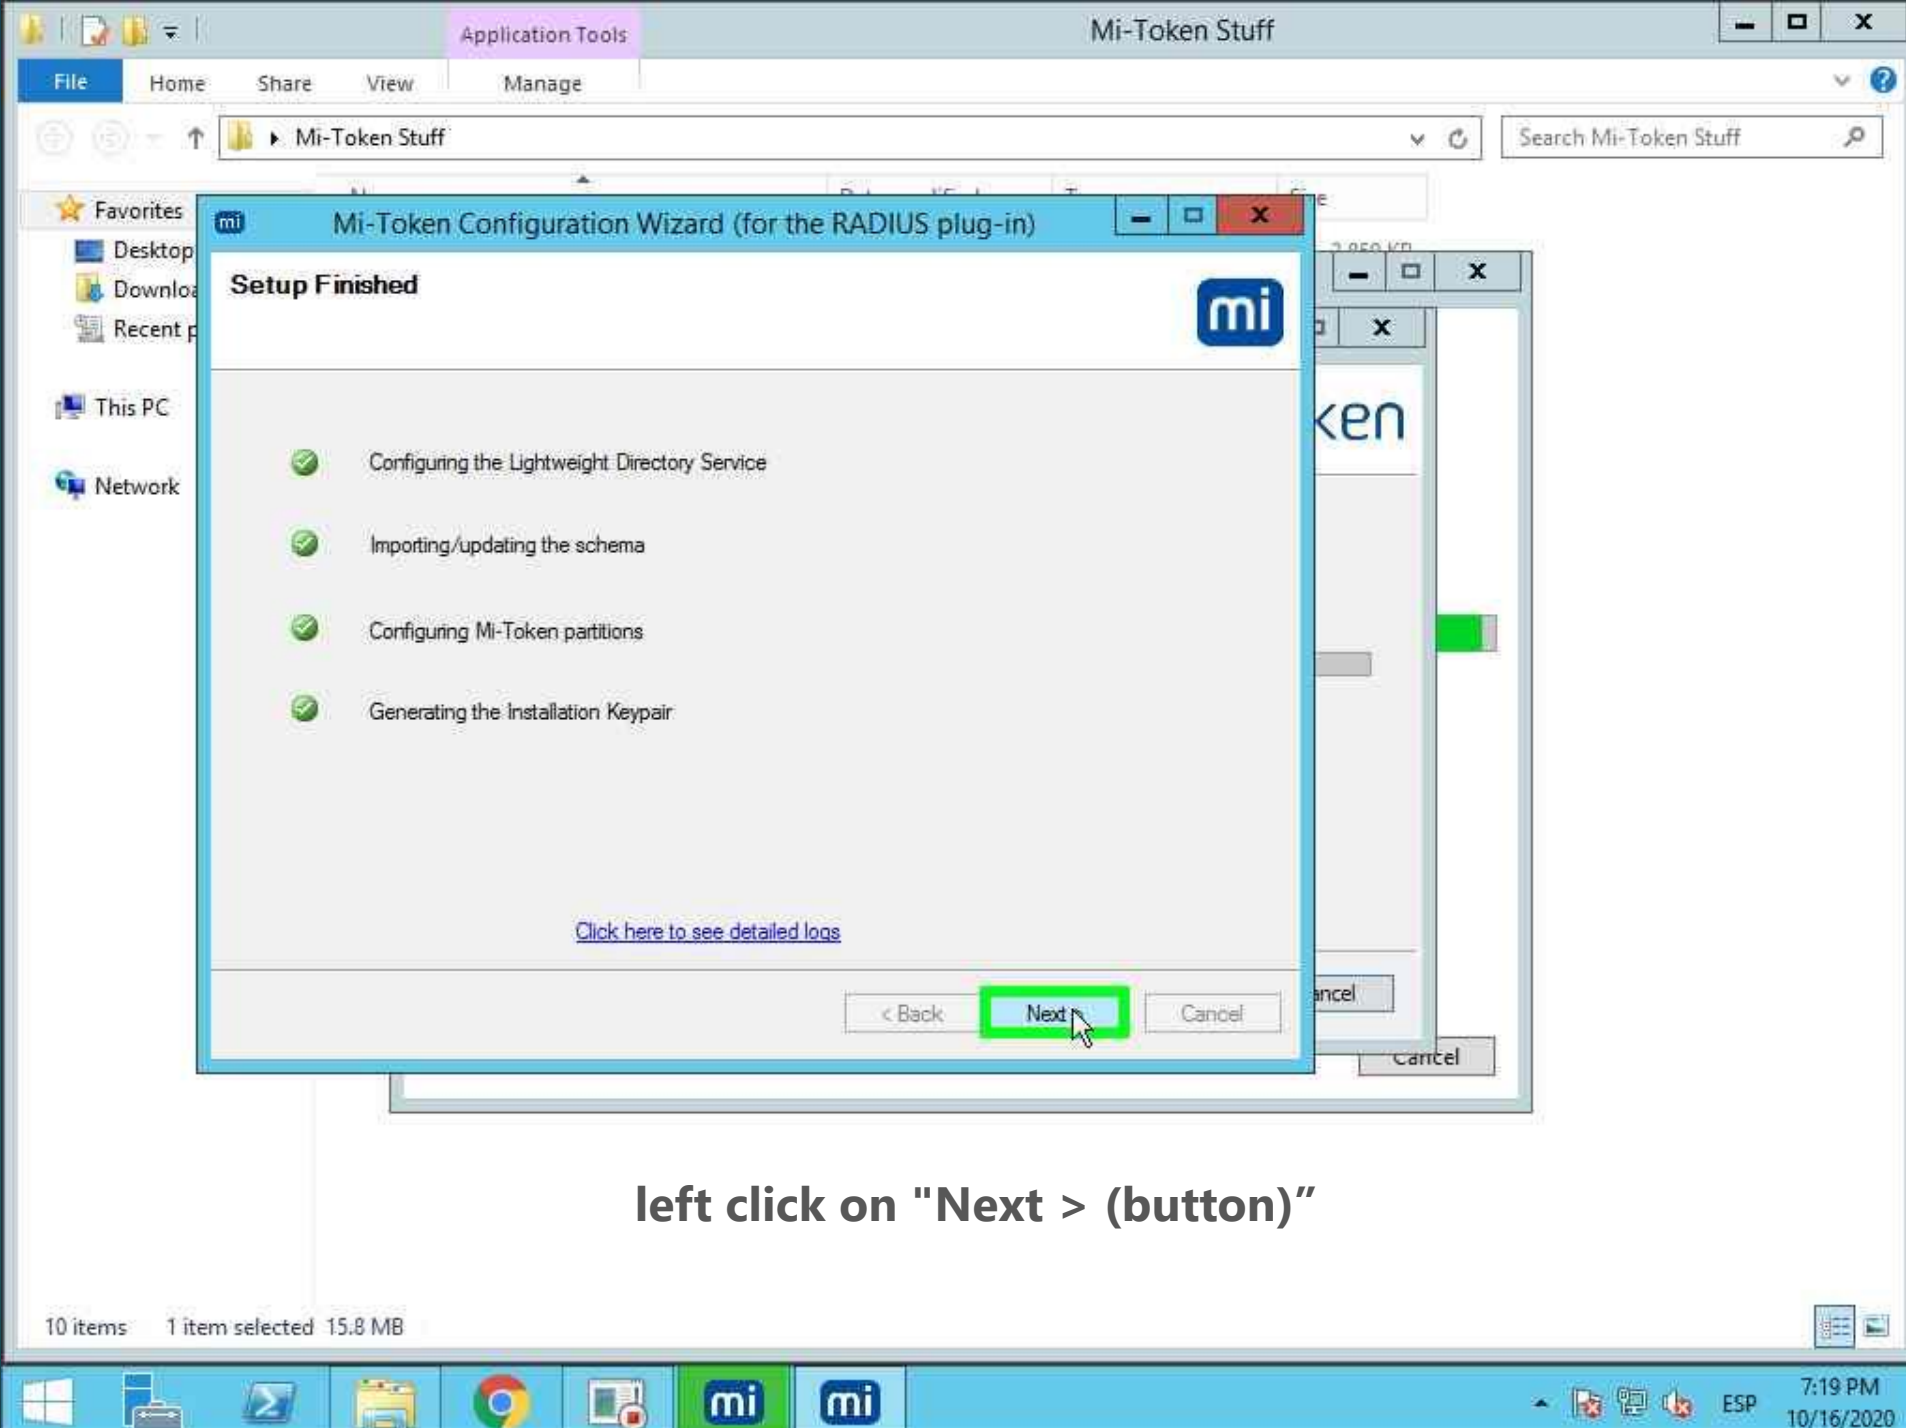 Application Tools
Mi-Token Stuff
File
Home
Share
View
Manage
Mi-Token Stuff
Search Mi-Token Stuff
Favorites
Desktop
This PC
Network
Mi-Token Configuration Wizard (for the RADIUS plug-in)
Setup Finished
mi
Configuring the Lightweight Directory Service
Importing/updating the schema
Configuring Mi-Token partitions
Generating the Installation Keypair
Click here to see detailed logs
< Back
Next >
Cancel
Cancel
left click on "Next > (button)”
10 items 1 item selected 15.8 MB
mi
mi
ESP
7:19 PM
10/16/2020